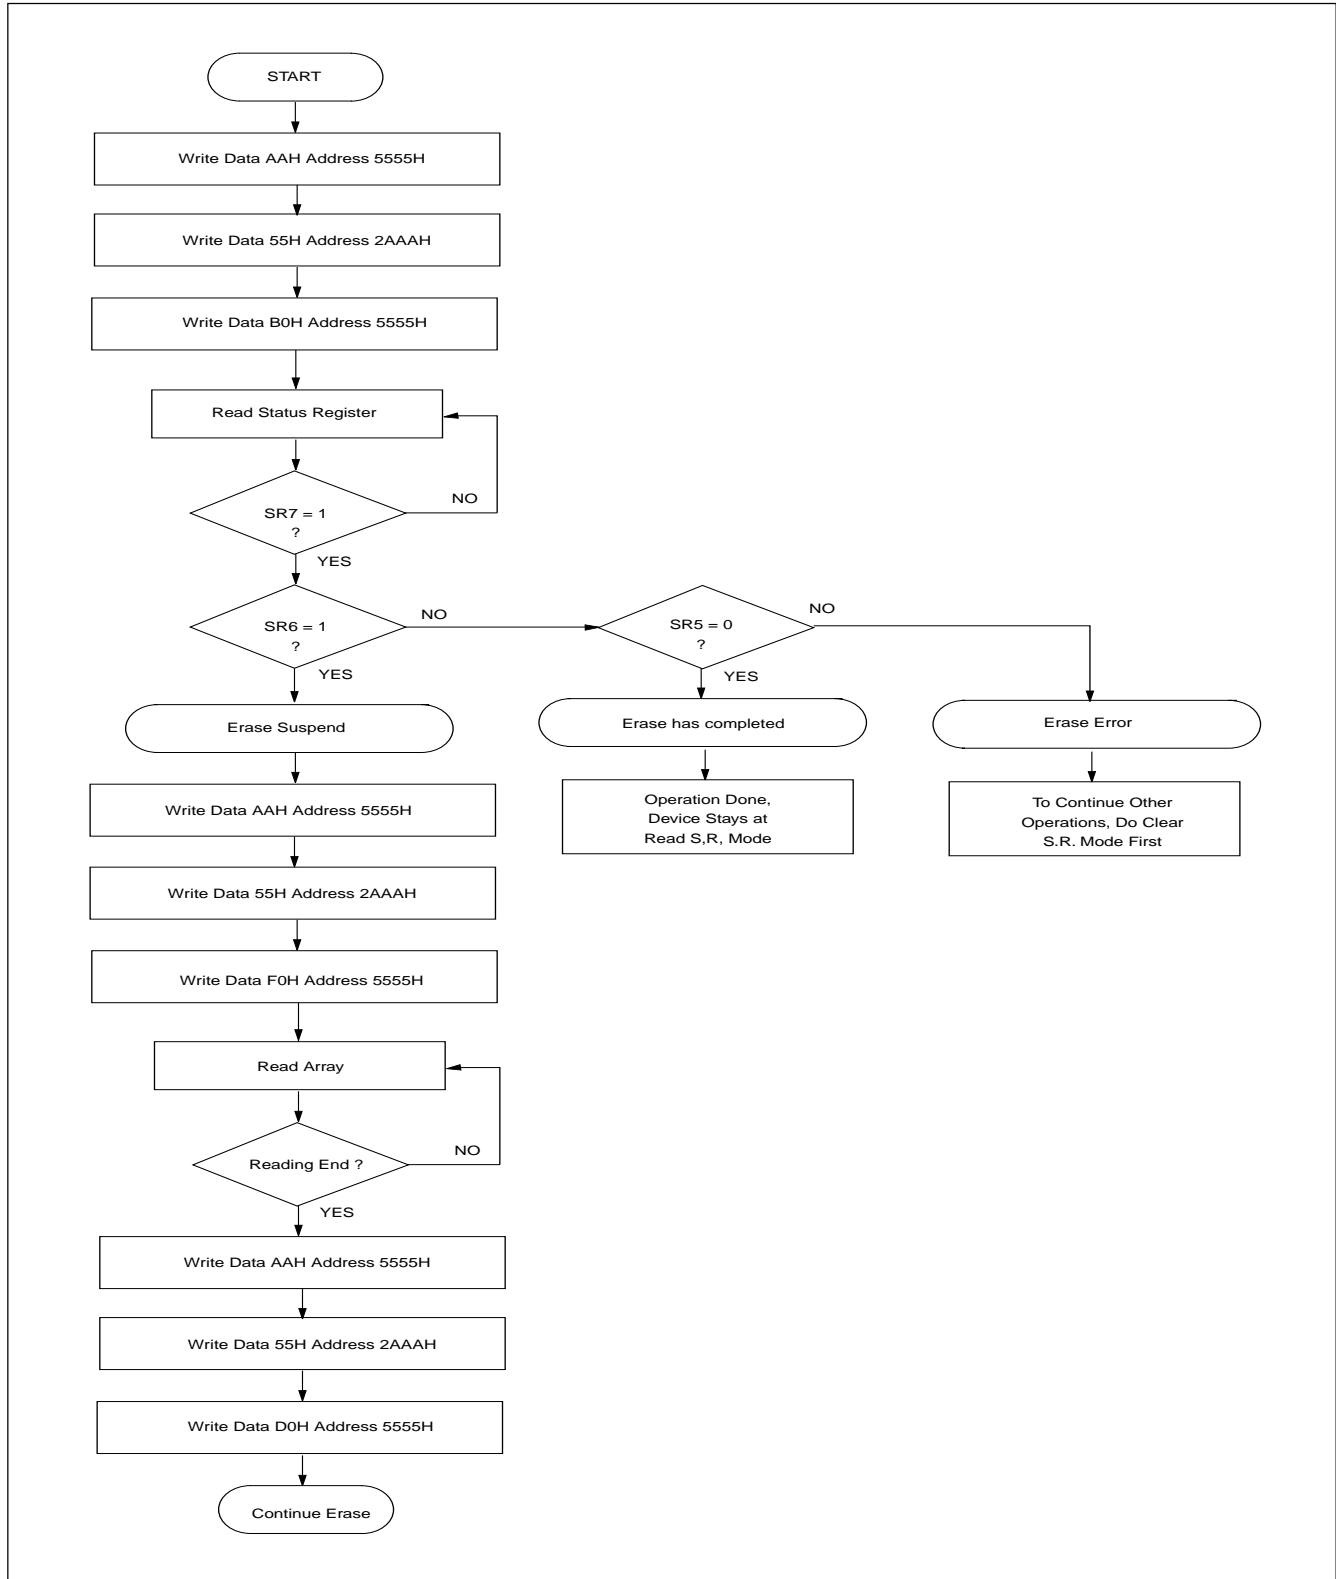 START
Write Data AAH Address 5555H
Write Data 55H Address 2AAAH
Write Data B0H Address 5555H
Read Status Register
NO
SR7 = 1
?
YES
SR6 = 1
?
NO
YES
SR5 = 0
?
NO
YES
Erase Suspend
Erase has completed
Erase Error
Write Data AAH Address 5555H
Operation Done,
Device Stays at
Read S,R, Mode
To Continue Other
Operations, Do Clear
S.R. Mode First
Write Data 55H Address 2AAAH
Write Data F0H Address 5555H
Read Array
NO
Reading End ?
YES
Write Data AAH Address 5555H
Write Data 55H Address 2AAAH
Write Data D0H Address 5555H
Continue Erase